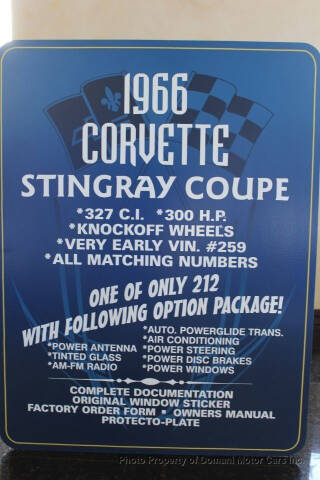 1966
CORVETTE
STINGRAY COUPE
*327 C.I. *300 H.P.
*KNOCKOFF WHEELS
*VERY EARLY VIN. #259
*ALL MATCHING NUMBERS
ONE OF ONLY 212
WITH FOLLOWING OPTION PACKAGE!
*POWER ANTENNA
*TINTED GLASS
*AM-FM RADIO
*AUTO. POWERGLIDE TRANS.
*AIR CONDITIONING
*POWER STEERING
*POWER DISC BRAKES
*POWER WINDOWS
COMPLETE DOCUMENTATION
ORIGINAL WINDOW STICKER
FACTORY ORDER FORM • OWNERS MANUAL
PROTECTO-PLATE
Photo Property of Domani Motor Cars Inc.